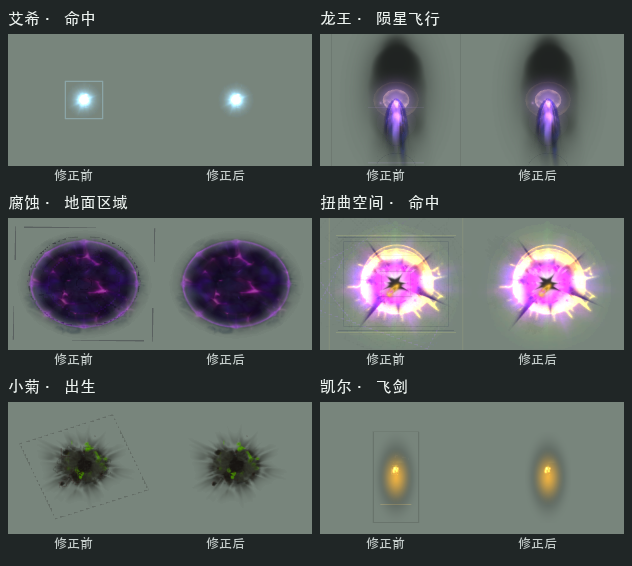 艾希 · 命中
龙王 · 陨星飞行
修正前
修正后
修正前
修正后
腐蚀 · 地面区域
扭曲空间 · 命中
修正前
修正后
修正前
修正后
小菊 · 出生
凯尔 · 飞剑
修正前
修正后
修正前
修正后